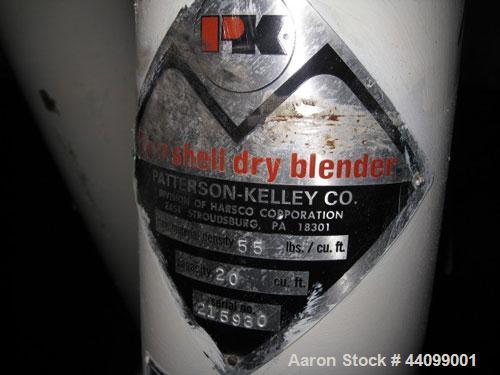 PK
shell dry blender
PATTERSON-KELLEY CO.
DIVISION OF HARSCO CORPORATION
EAST STROUDSBURG, PA 18301
density 55 lbs. / cu. ft.
capacity 20 cu. ft.
serial no.
215930
Aaron Stock # 44099001